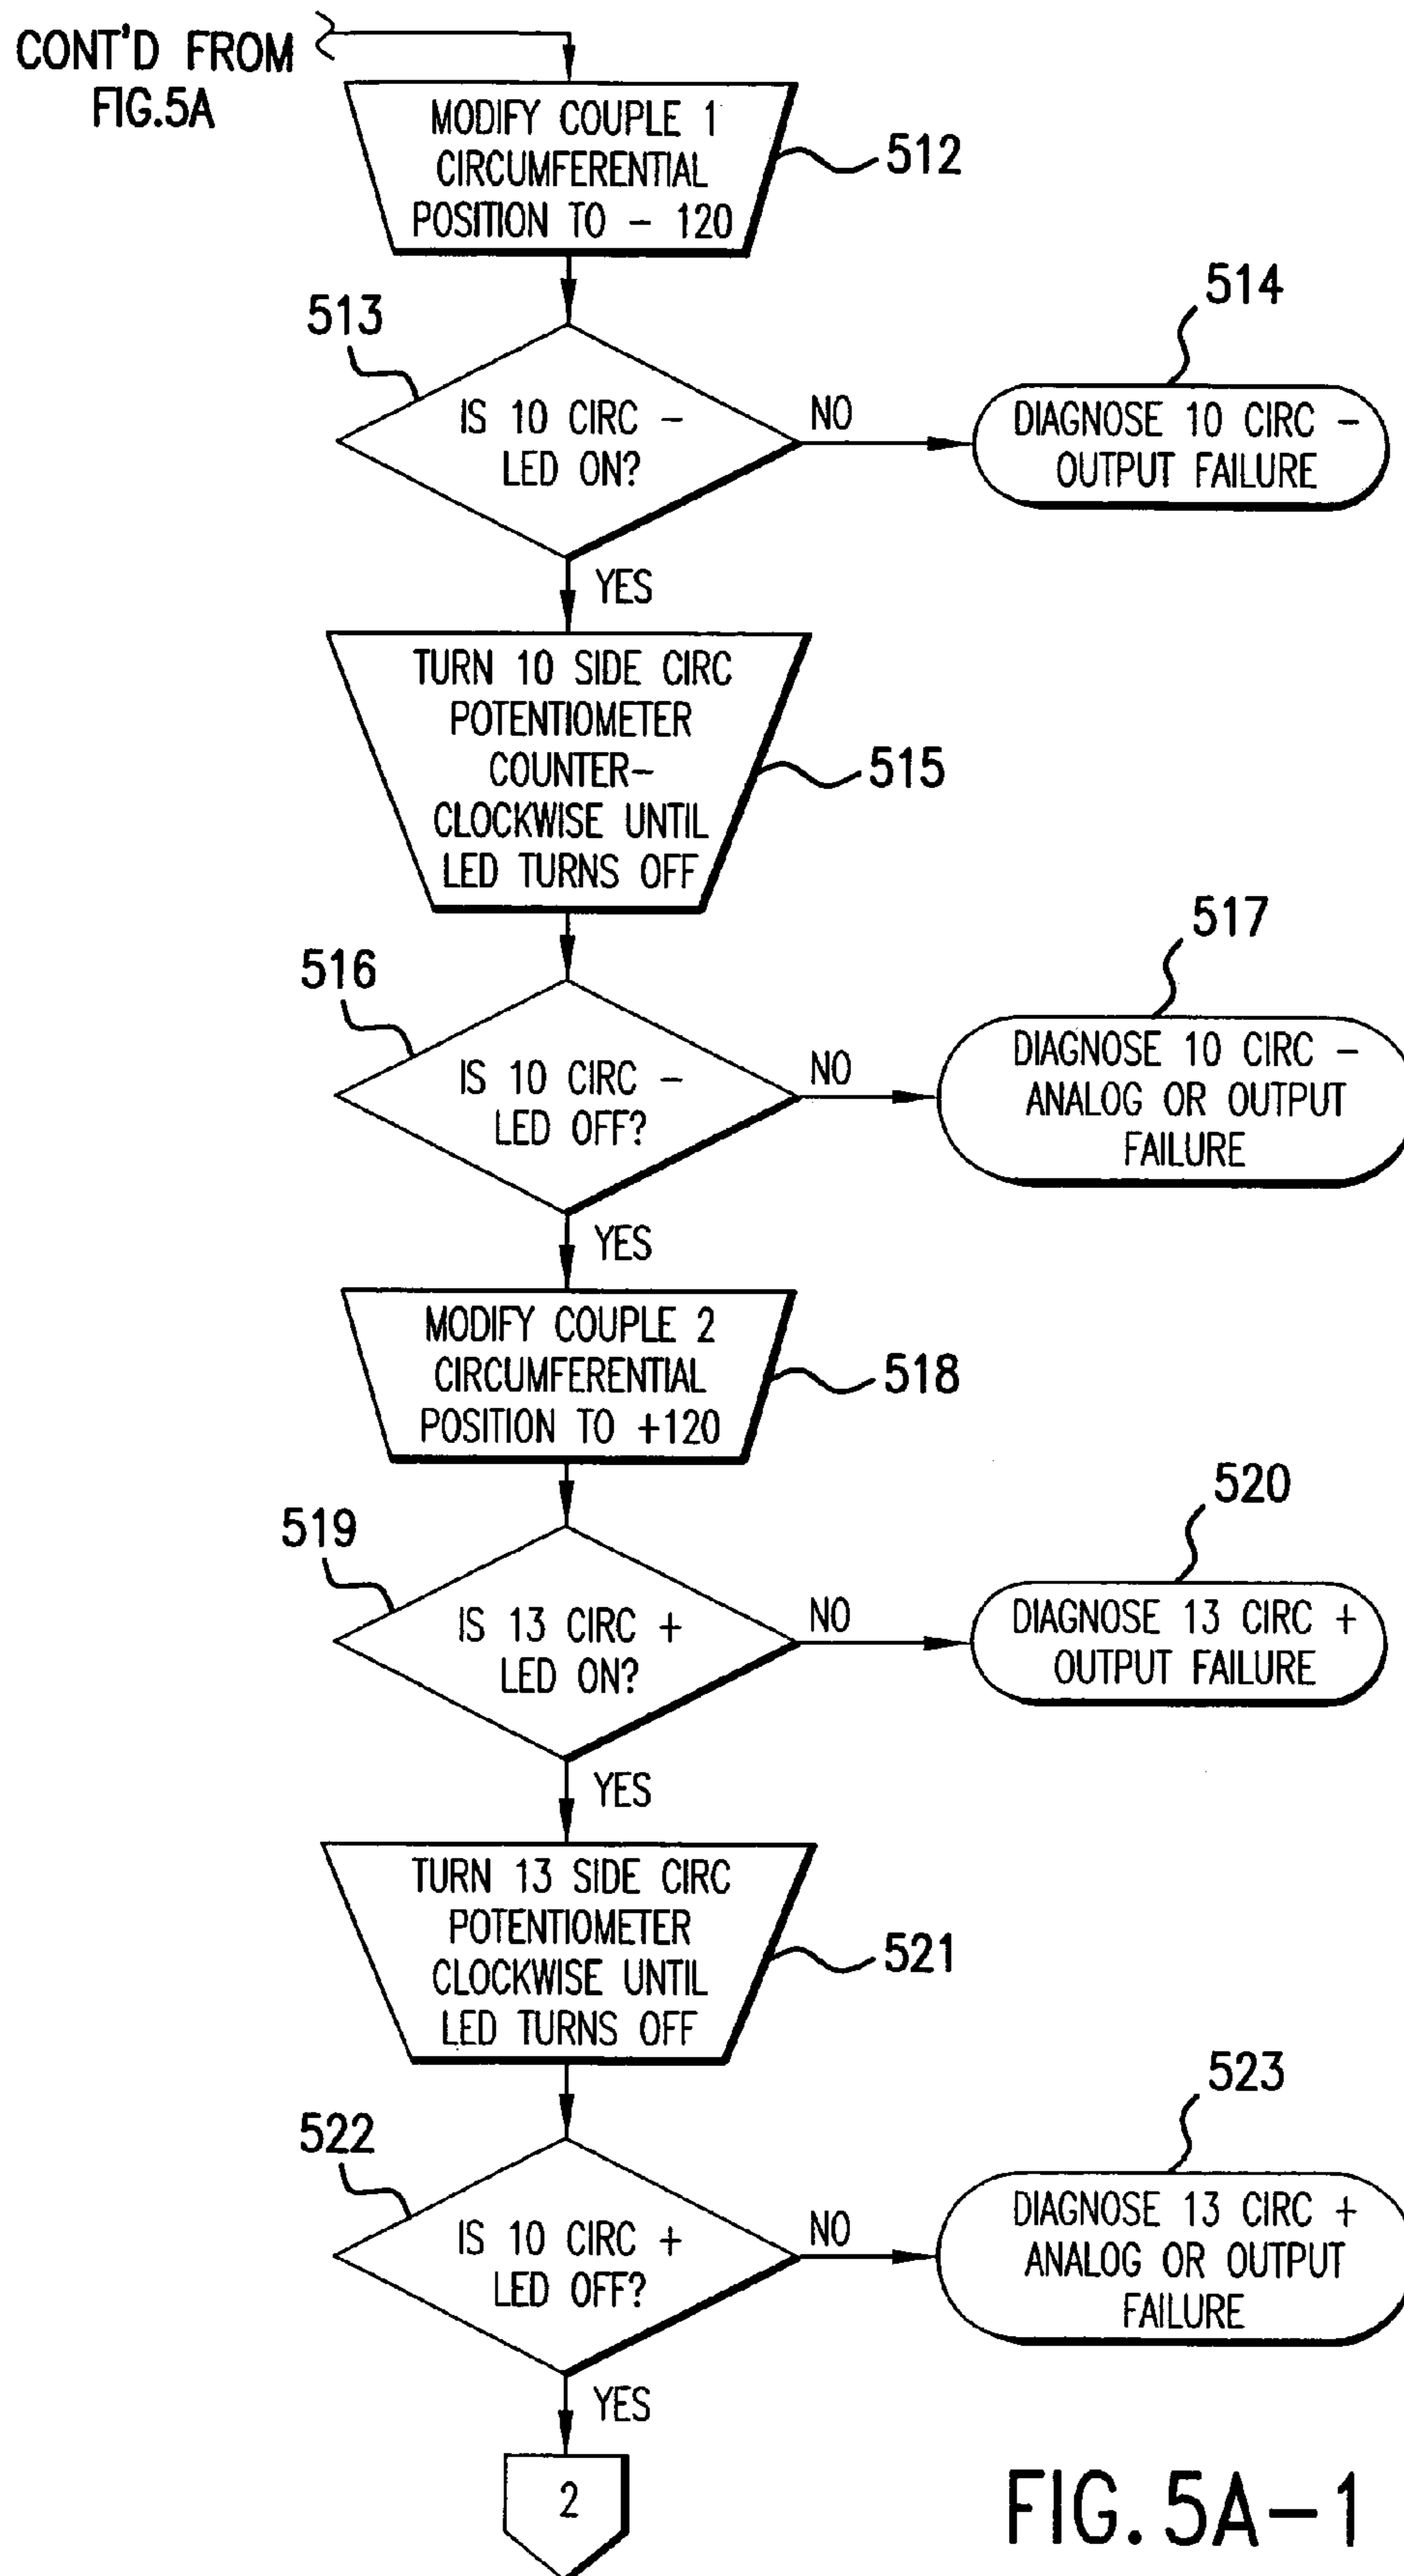 CONT'D FROM
FIG.5A
MODIFY COUPLE 1
CIRCUMFERENTIAL
POSITION TO - 120
512
513
IS 10 CIRC -
LED ON?
NO
514
DIAGNOSE 10 CIRC -
OUTPUT FAILURE
YES
TURN 10 SIDE CIRC
POTENTIOMETER
COUNTER-
CLOCKWISE UNTIL
LED TURNS OFF
515
516
IS 10 CIRC -
LED OFF?
NO
517
DIAGNOSE 10 CIRC -
ANALOG OR OUTPUT
FAILURE
YES
MODIFY COUPLE 2
CIRCUMFERENTIAL
POSITION TO +120
518
519
IS 13 CIRC +
LED ON?
NO
520
DIAGNOSE 13 CIRC +
OUTPUT FAILURE
YES
TURN 13 SIDE CIRC
POTENTIOMETER
CLOCKWISE UNTIL
LED TURNS OFF
521
522
IS 10 CIRC +
LED OFF?
NO
523
DIAGNOSE 13 CIRC +
ANALOG OR OUTPUT
FAILURE
YES
2
FIG. 5A-1